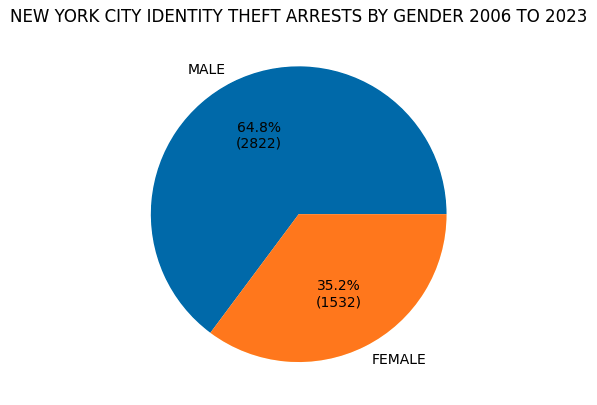 NEW YORK CITY IDENTITY THEFT ARRESTS BY GENDER 2006 TO 2023
MALE
64.8%
(2822)
35.2%
(1532)
FEMALE